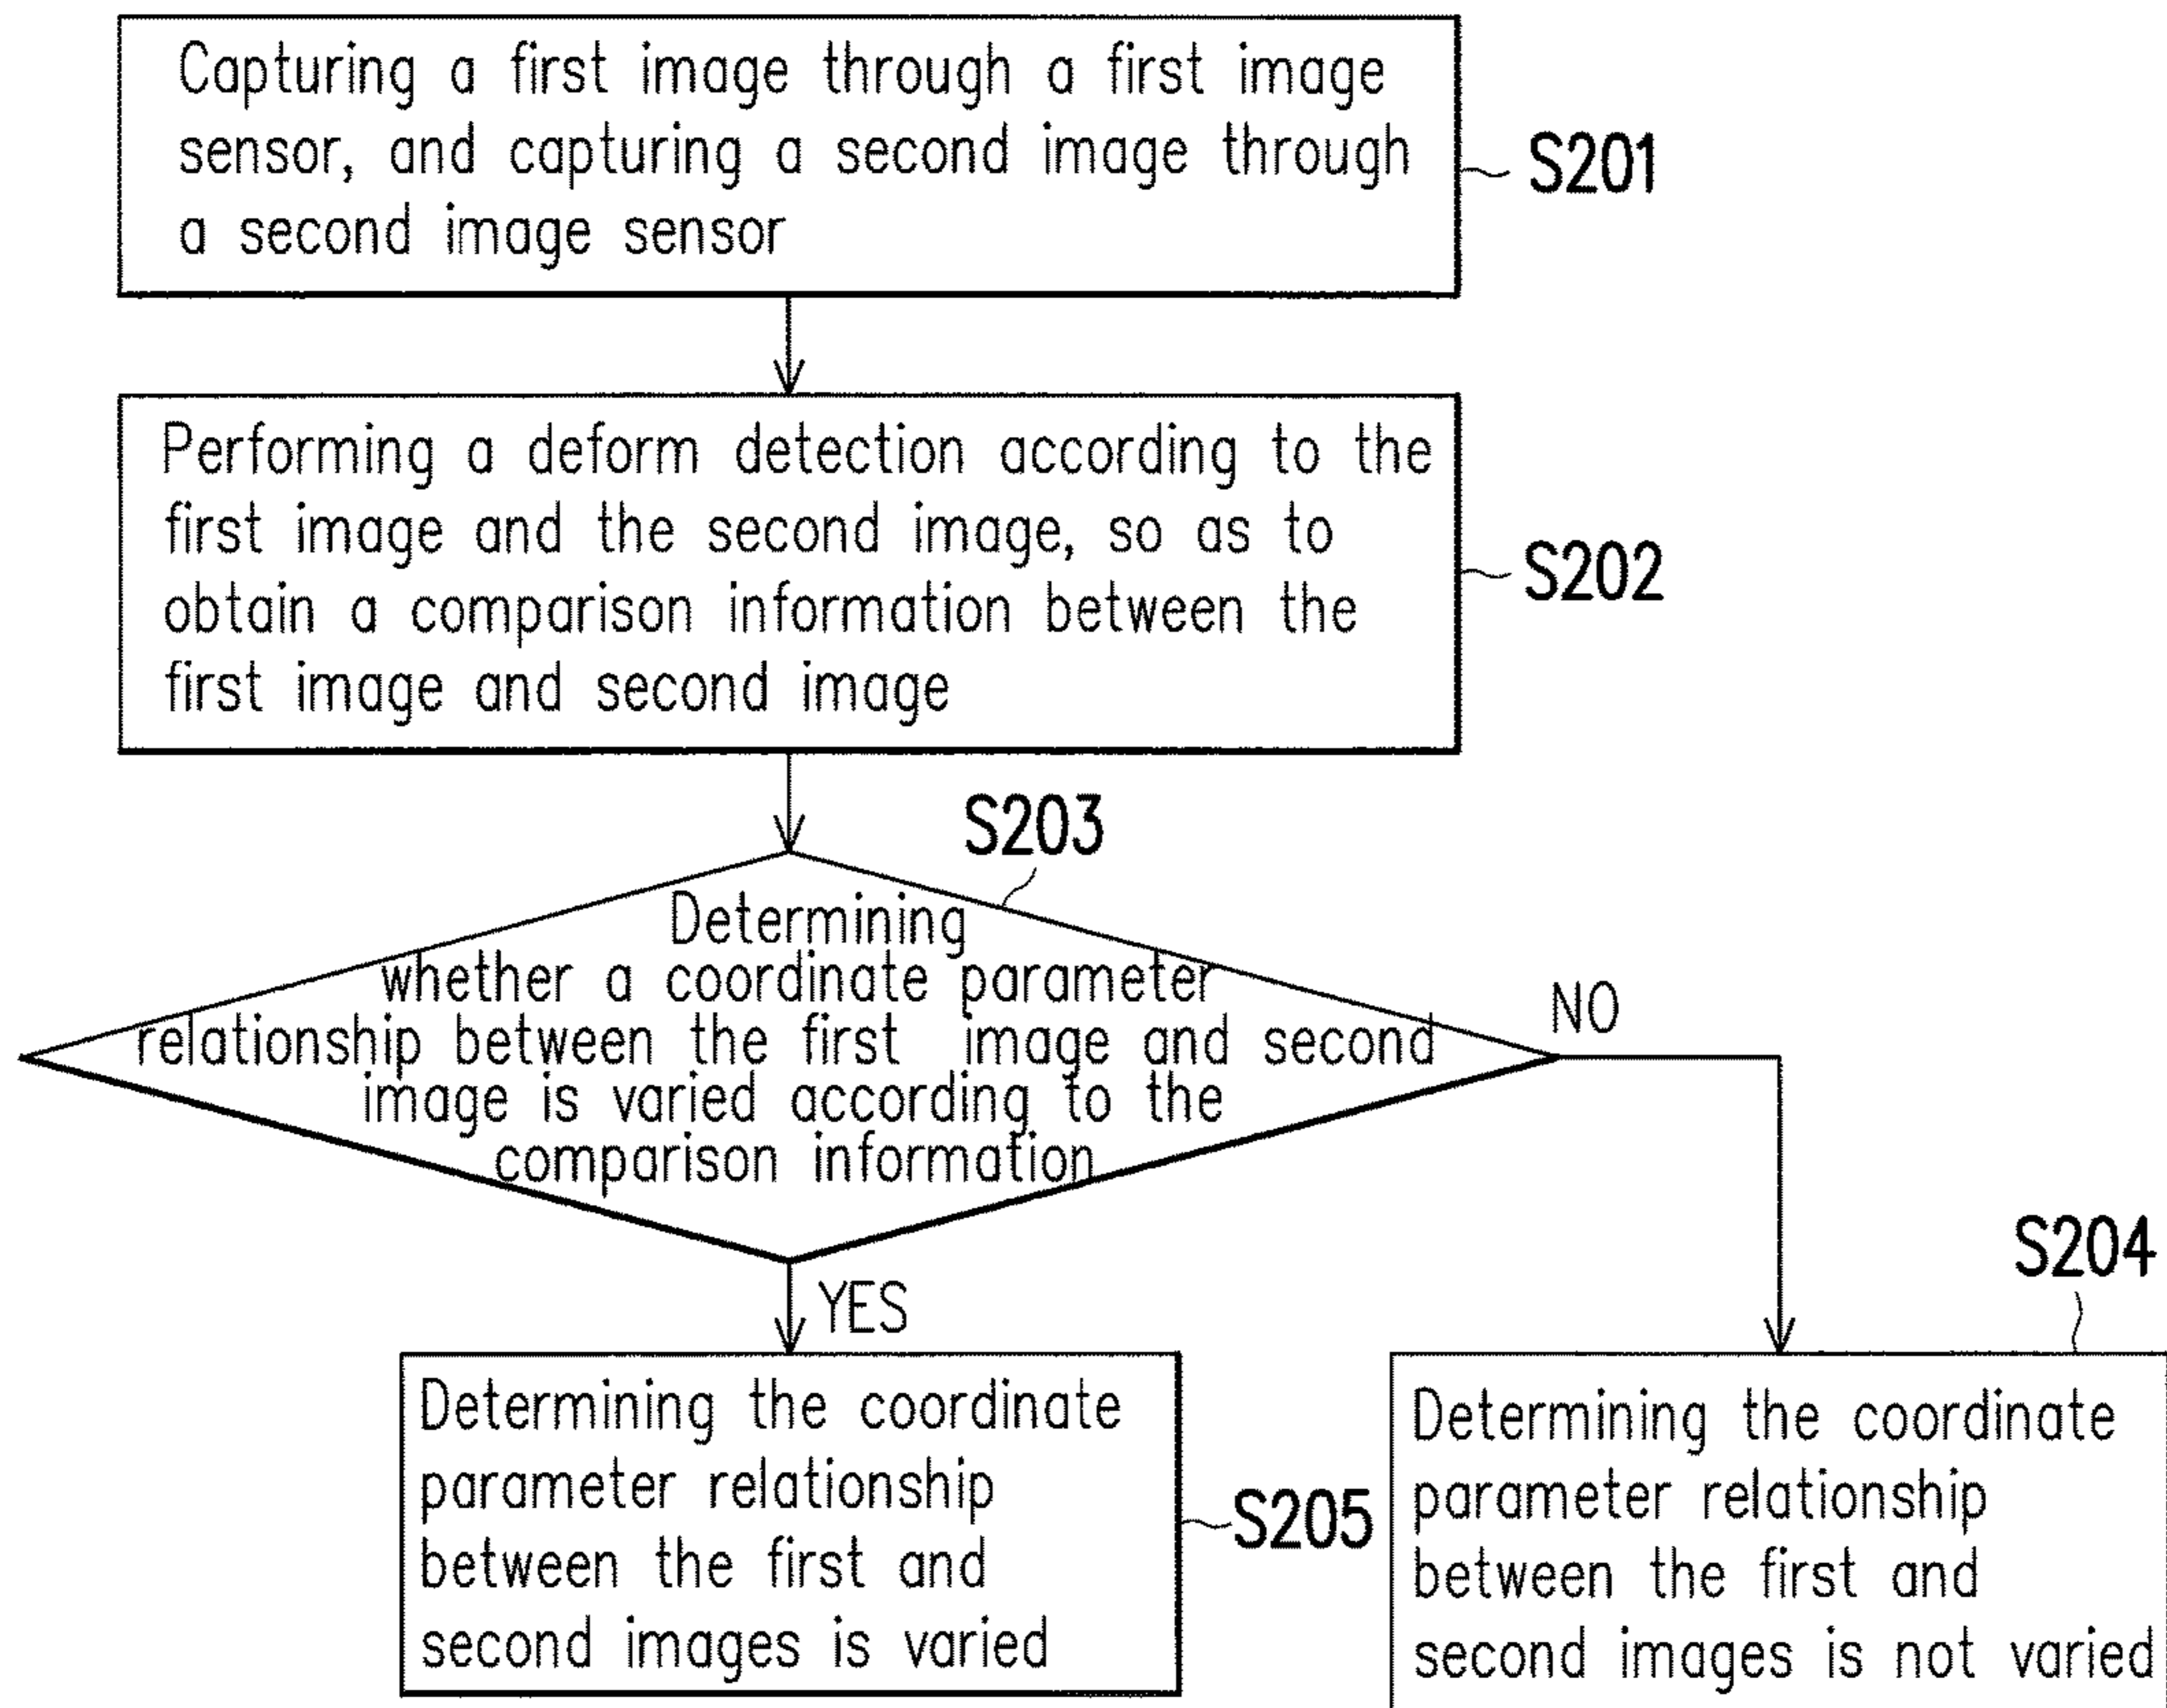 Capturing a first image through a first image
sensor, and capturing a second image through
a second image sensor
S201
Performing a deform detection according to the
first image and the second image, so as to
obtain a comparison information between the
first image and second image
S202
S203
Determining
whether a coordinate parameter
relationship between the first image and second
image is varied according to the
comparison information
NO
YES
S204
Determining the coordinate
parameter relationship
between the first and
second images is varied
S205
Determining the coordinate
parameter relationship
between the first and
second images is not varied